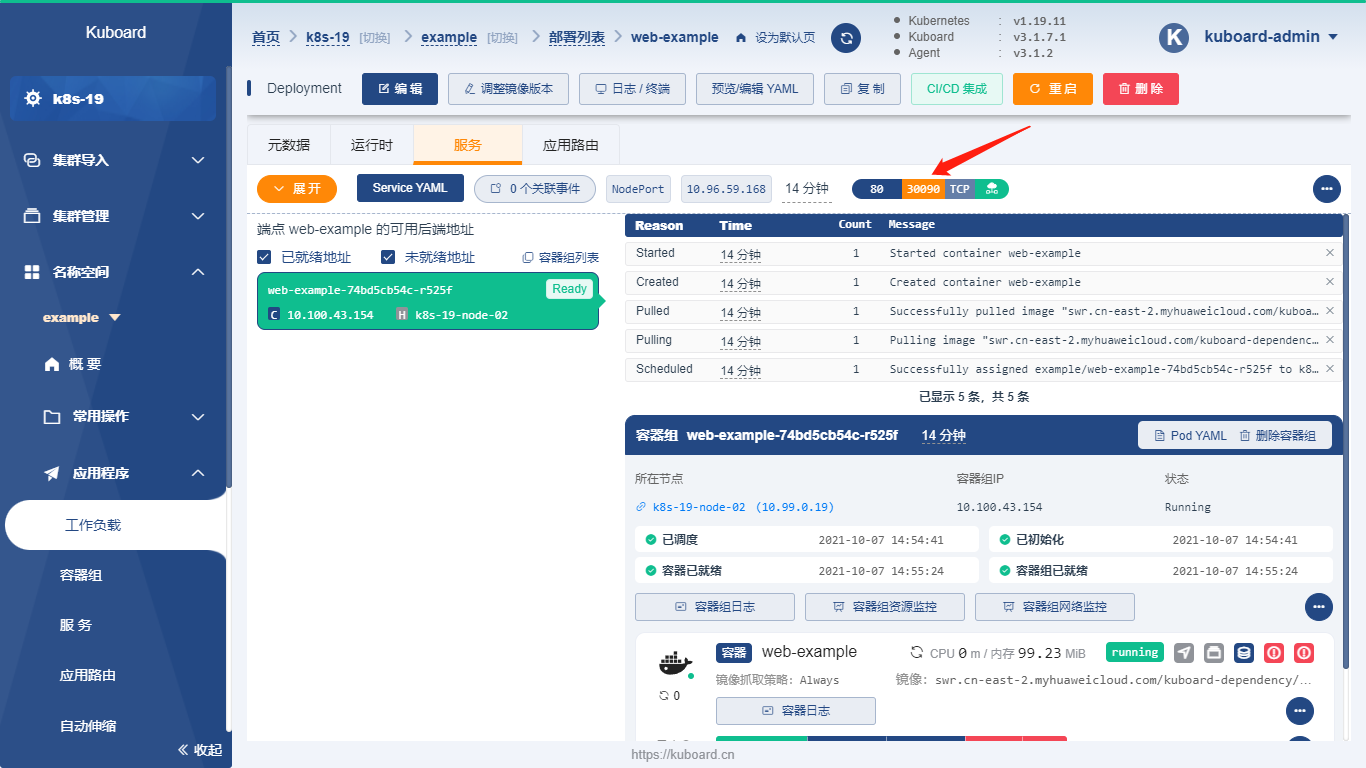 Kuboard
k8s-19
集群导入
集群管理
名称空间
example
概 要
常用操作
应用程序
工作负载
容器组
服 务
应用路由
自动伸缩
收起
首页 k8s-19 [切换] example [切换] 部署列表 web-example 设为默认页
Kubernetes : v1.19.11
Kuboard : v3.1.7.1
Agent : v3.1.2
K kuboard-admin
Deployment 编 辑 调整镜像版本 日志 / 终端 预览/编辑 YAML 复 制 CI/CD 集成 重 启 删 除
元数据 运行时 服务 应用路由
展 开 Service YAML 0 个关联事件 NodePort 10.96.59.168 14 分钟 80 30090 TCP
端点 web-example 的可用后端地址
已就绪地址 未就绪地址 容器组列表
web-example-74bd5cb54c-r525f Ready
C 10.100.43.154 H k8s-19-node-02
Reason Time Count Message
Started 14 分钟 1 Started container web-example
Created 14 分钟 1 Created container web-example
Pulled 14 分钟 1 Successfully pulled image "swr.cn-east-2.myhuaweicloud.com/kuboa…
Pulling 14 分钟 1 Pulling image "swr.cn-east-2.myhuaweicloud.com/kuboard-dependenc…
Scheduled 14 分钟 1 Successfully assigned example/web-example-74bd5cb54c-r525f to k8…
已显示 5 条，共 5 条
容器组 web-example-74bd5cb54c-r525f 14 分钟 Pod YAML 删除容器组
所在节点 容器组IP 状态
k8s-19-node-02 (10.99.0.19) 10.100.43.154 Running
已调度 2021-10-07 14:54:41 已初始化 2021-10-07 14:54:41
容器已就绪 2021-10-07 14:55:24 容器组已就绪 2021-10-07 14:55:24
容器组日志 容器组资源监控 容器组网络监控
容器 web-example CPU 0 m / 内存 99.23 MiB running
镜像抓取策略: Always 镜像: swr.cn-east-2.myhuaweicloud.com/kuboard-dependency/…
0
容器日志
https://kuboard.cn